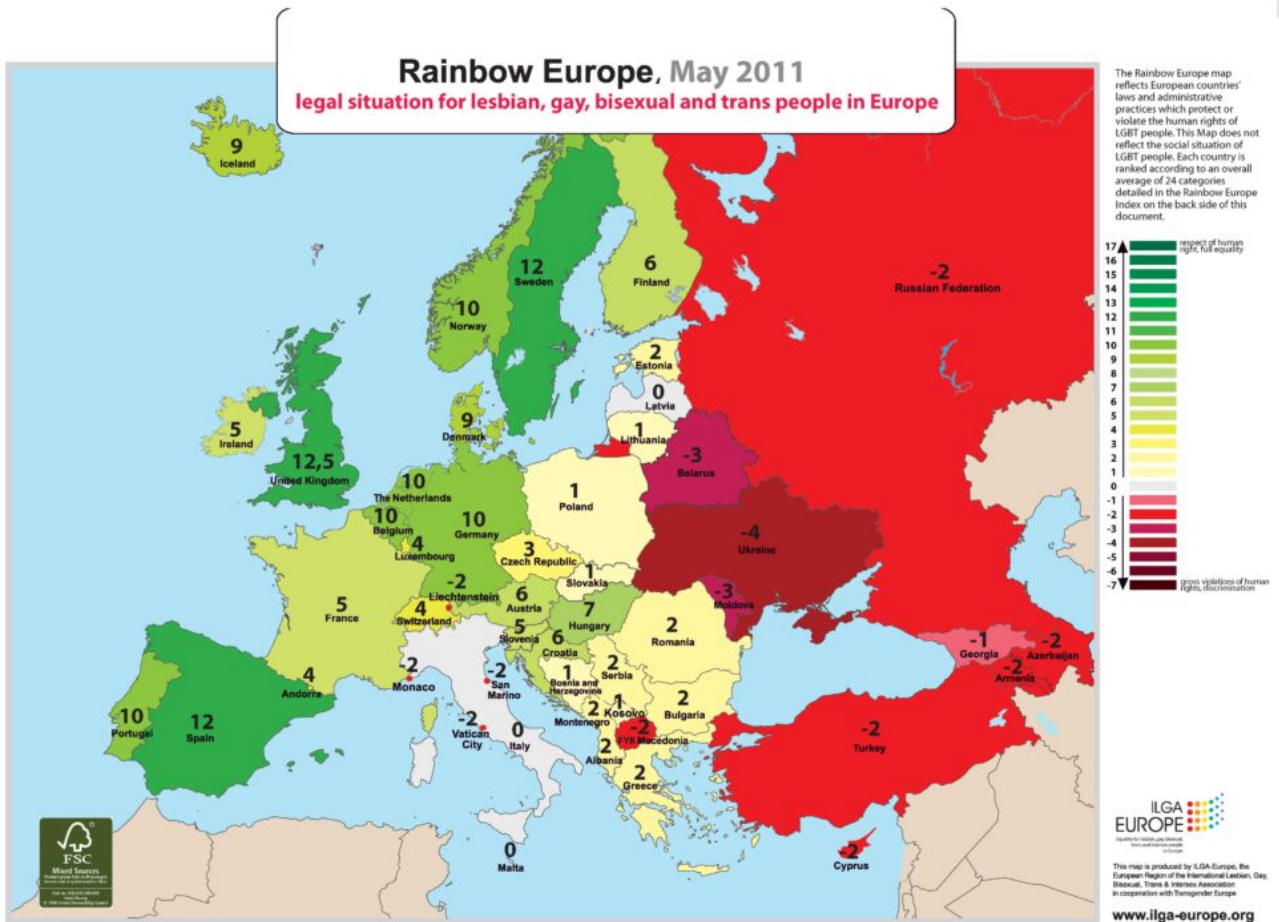 Rainbow Europe, May 2011
legal situation for lesbian, gay, bisexual and trans people in Europe
The Rainbow Europe map
reflects European countries'
laws and administrative
practices which protect or
violate the human rights of
LGBT people. This Map does not
reflect the social situation of
LGBT people. Each country is
ranked according to an overall
average of 24 categories
detailed in the Rainbow Europe
Index on the back side of this
document.
17
respect of human
right, full equality
16
15
14
13
12
11
10
9
8
7
6
5
4
3
2
1
0
-1
-2
-3
-4
-5
-6
-7
gross violations of human
rights, discrimination
9
Iceland
12
Sweden
6
Finland
10
Norway
-2
Russian Federation
2
Estonia
0
Latvia
1
Lithuania
9
Denmark
5
Ireland
12,5
United Kingdom
-3
Belarus
10
The Netherlands
10
Belgium
10
Germany
1
Poland
4
Luxembourg
3
Czech Republic
-4
Ukraine
1
Slovakia
-2
Liechtenstein
6
Austria
7
Hungary
-3
Moldova
5
France
4
Switzerland
5
Slovenia
6
Croatia
2
Romania
-1
Georgia
-2
Azerbaijan
-2
Armenia
4
Andorra
-2
Monaco
-2
San
Marino
1
Bosnia and
Herzegovina
2
Serbia
10
Portugal
12
Spain
-2
Vatican
City
0
Italy
2
Montenegro
1
Kosovo
2
Bulgaria
-2
FYR Macedonia
-2
Turkey
2
Albania
2
Greece
0
Malta
-2
Cyprus
FSC
Mixed Sources
ILGA
EUROPE
Equality for lesbian, gay, bisexual,
trans and intersex people
in Europe
This map is produced by ILGA-Europe, the
European Region of the International Lesbian, Gay,
Bisexual, Trans & Intersex Association
in cooperation with Transgender Europe
www.ilga-europe.org